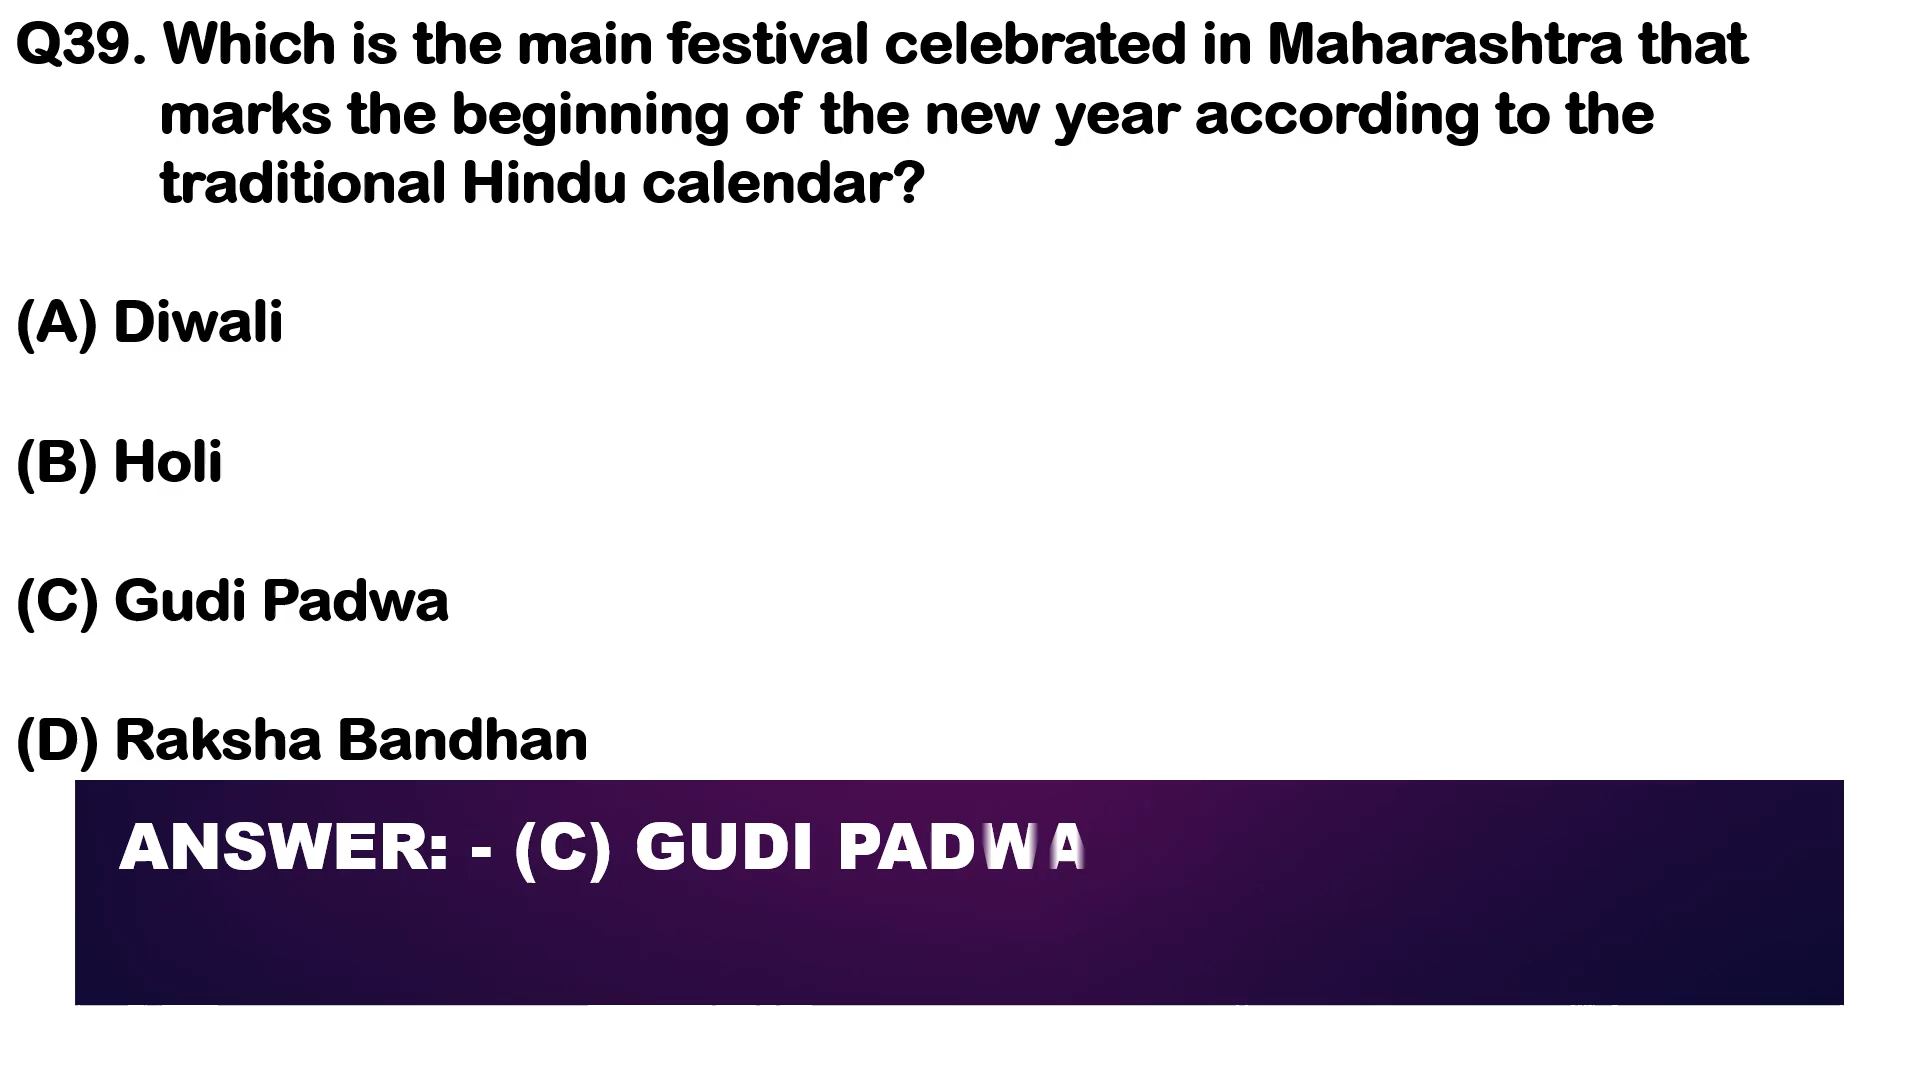 Q39. Which is the main festival celebrated in Maharashtra that
marks the beginning of the new year according to the
traditional Hindu calendar?
(A) Diwali
(B) Holi
(C) Gudi Padwa
(D) Raksha Bandhan
ANSWER: - (C) GUDI PADWA